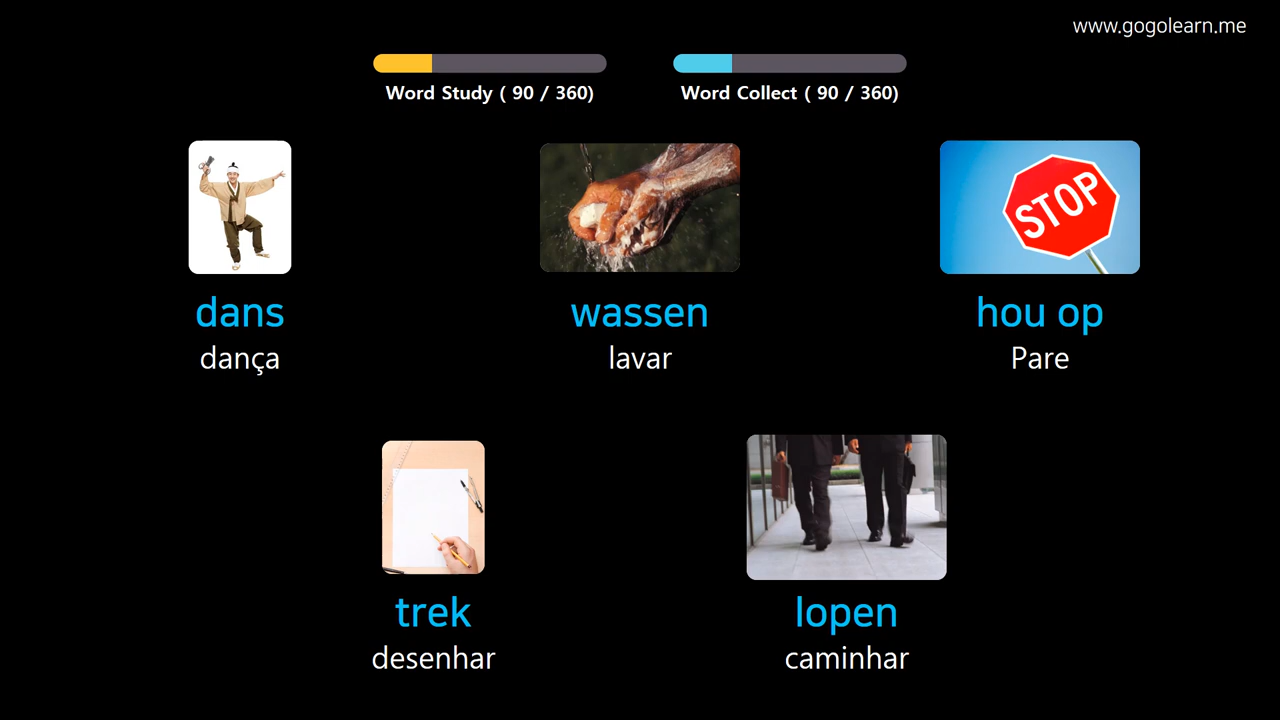 www.gogolearn.me
Word Study ( 90 / 360)
Word Collect ( 90 / 360)
STOP
dans
wassen
hou op
dança
lavar
Pare
trek
lopen
desenhar
caminhar